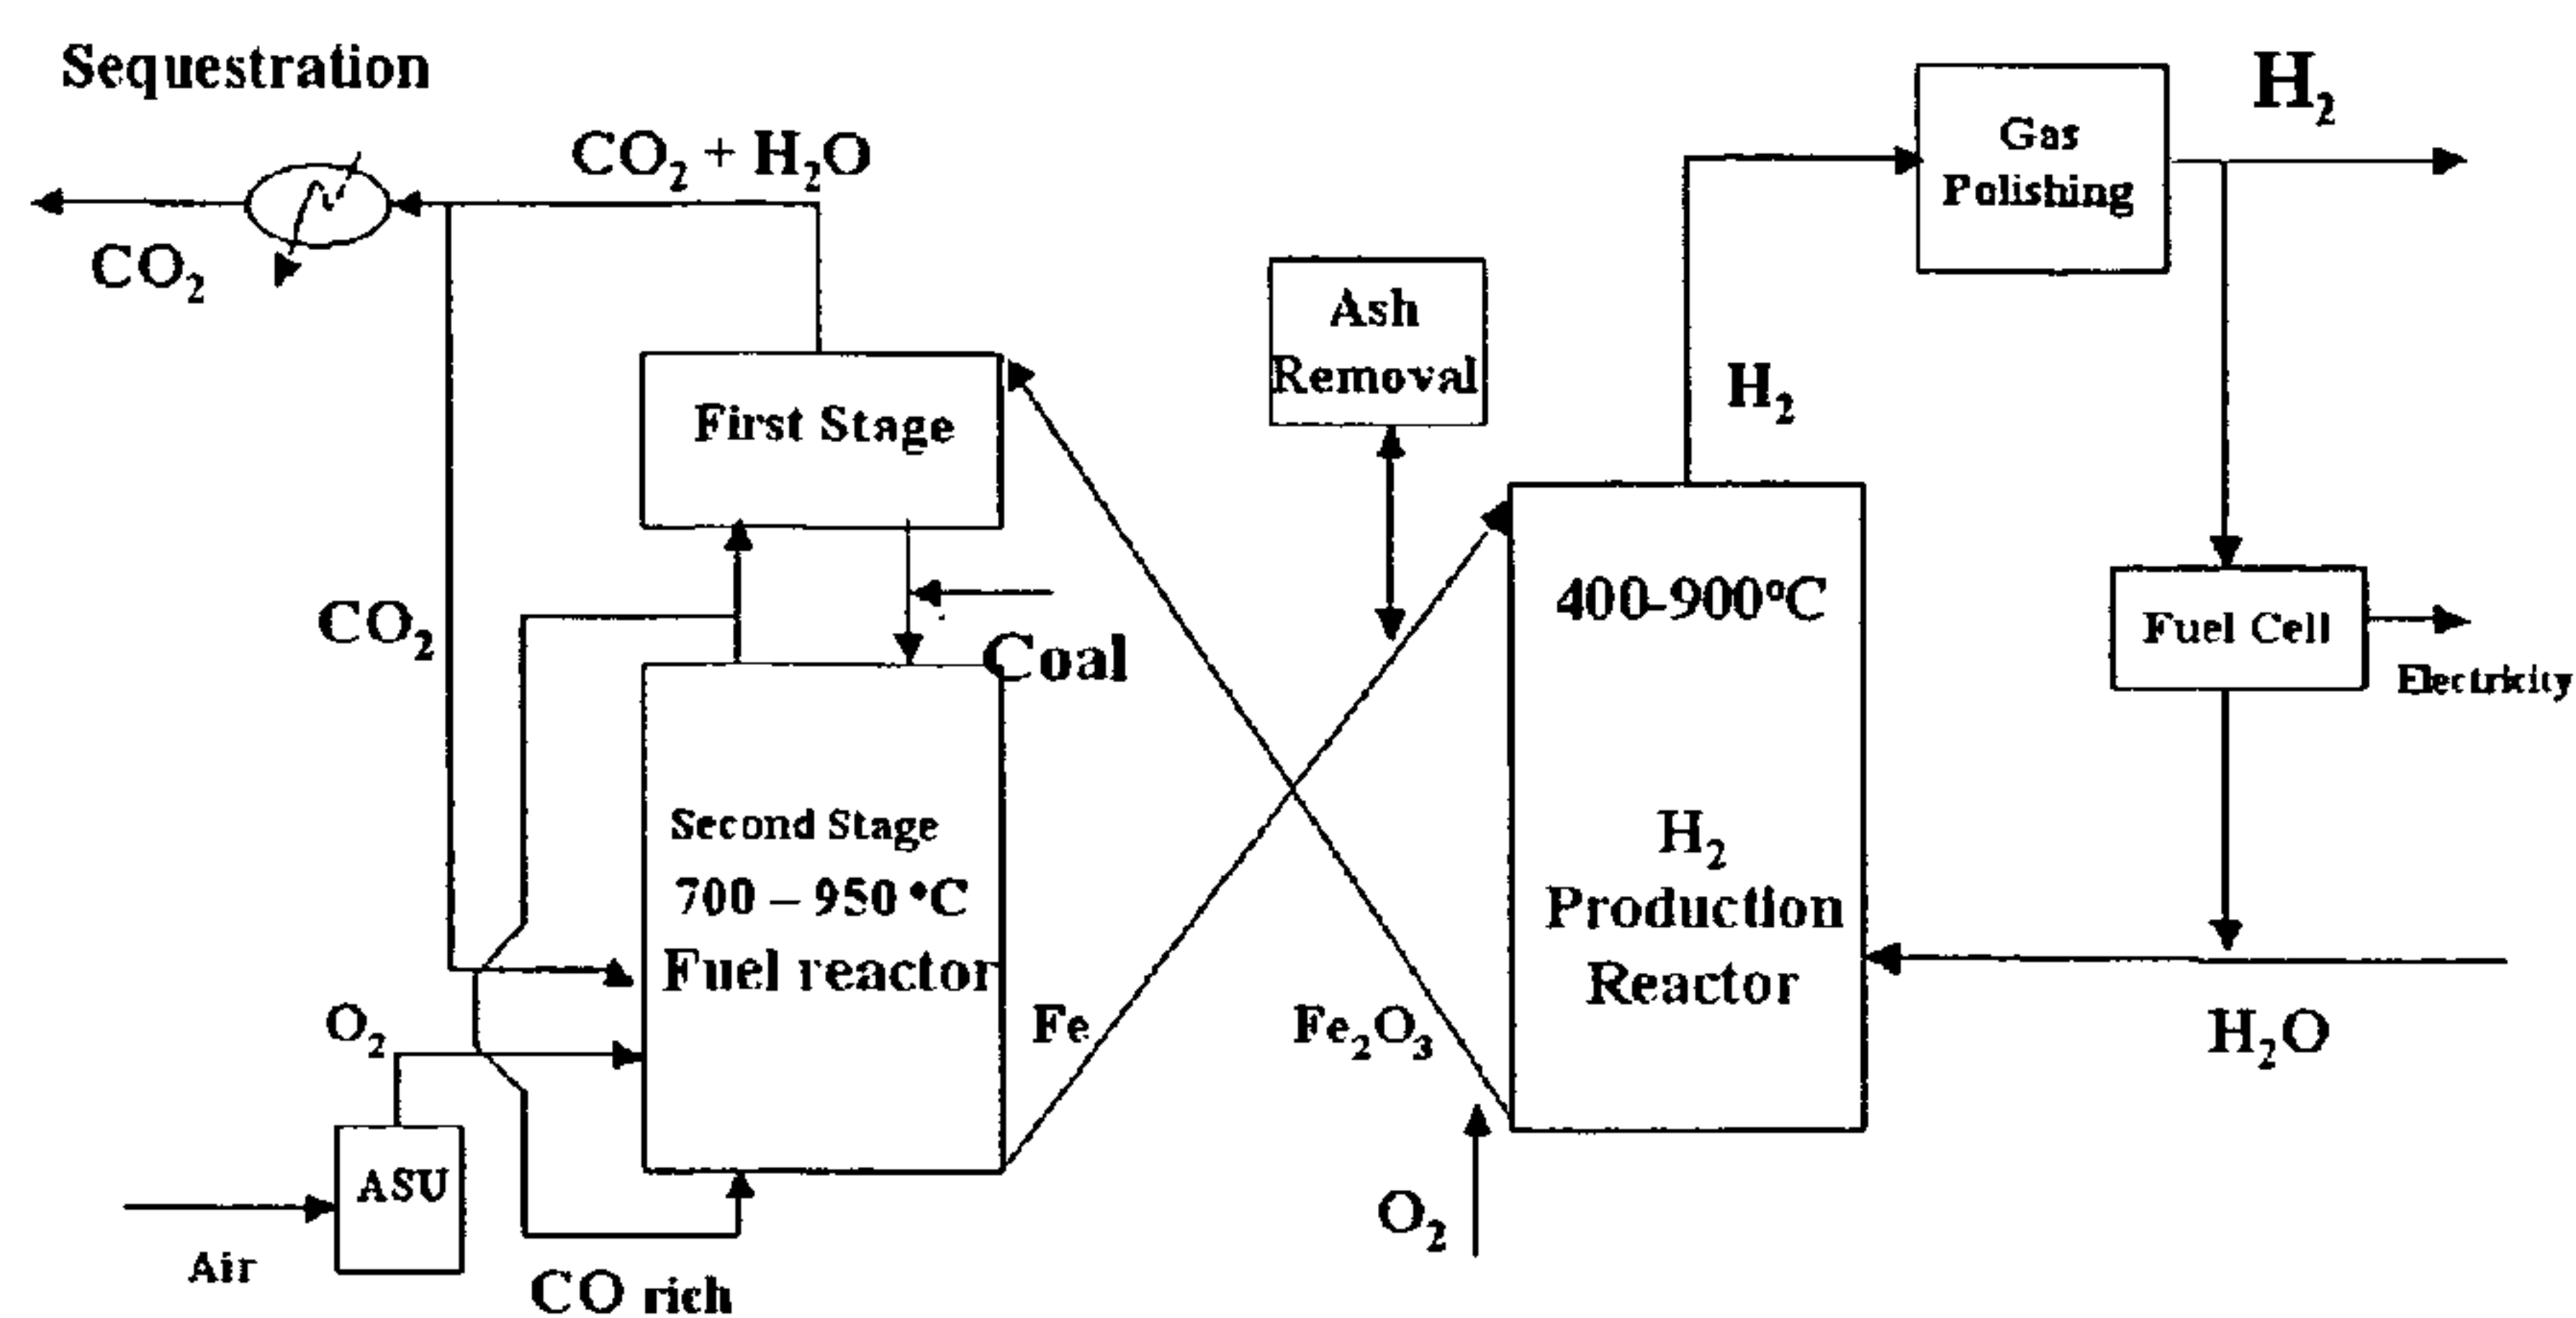 Sequestration
CO₂ + H₂O
CO₂
Gas
Polishing
H₂
Ash
Removal
First Stage
H₂
CO₂
Coal
400-900°C
Fuel Cell
Electricity
Second Stage
700 – 950 °C
Fuel reactor
H₂
Production
Reactor
O₂
Fe
Fe₂O₃
H₂O
ASU
Air
O₂
CO rich